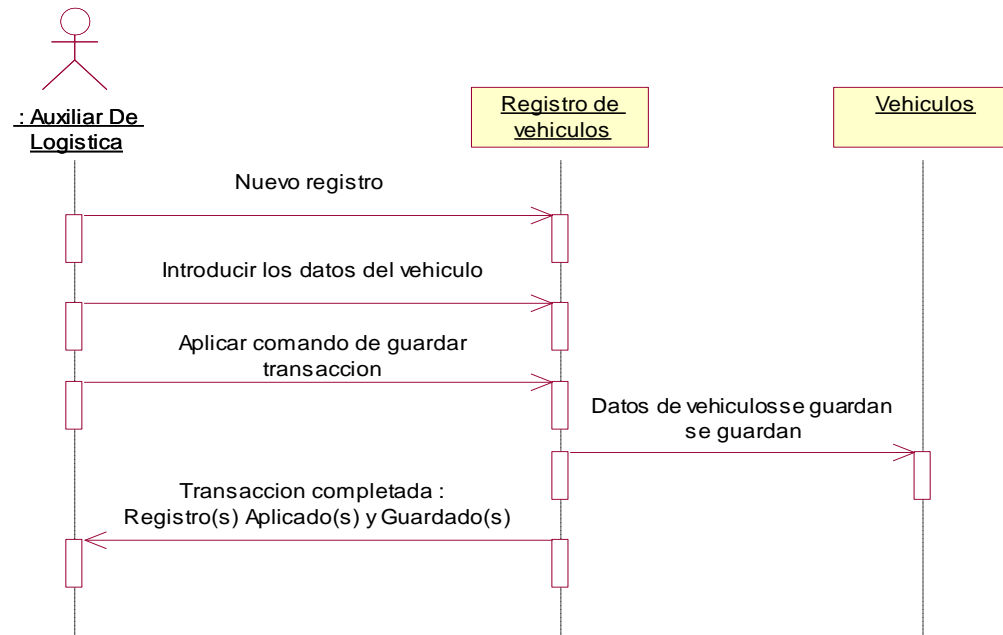 : Auxiliar De
Logistica
Registro de
vehiculos
Vehiculos
Nuevo registro
Introducir los datos del vehiculo
Aplicar comando de guardar
transaccion
Datos de vehiculosse guardan
se guardan
Transaccion completada :
Registro(s) Aplicado(s) y Guardado(s)